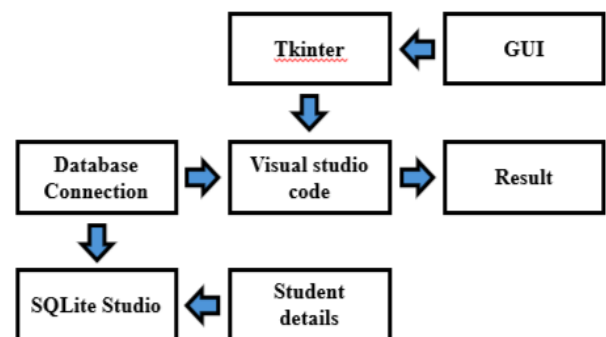 Tkinter
GUI
Database
Connection
Visual studio
code
Result
SQLite Studio
Student
details